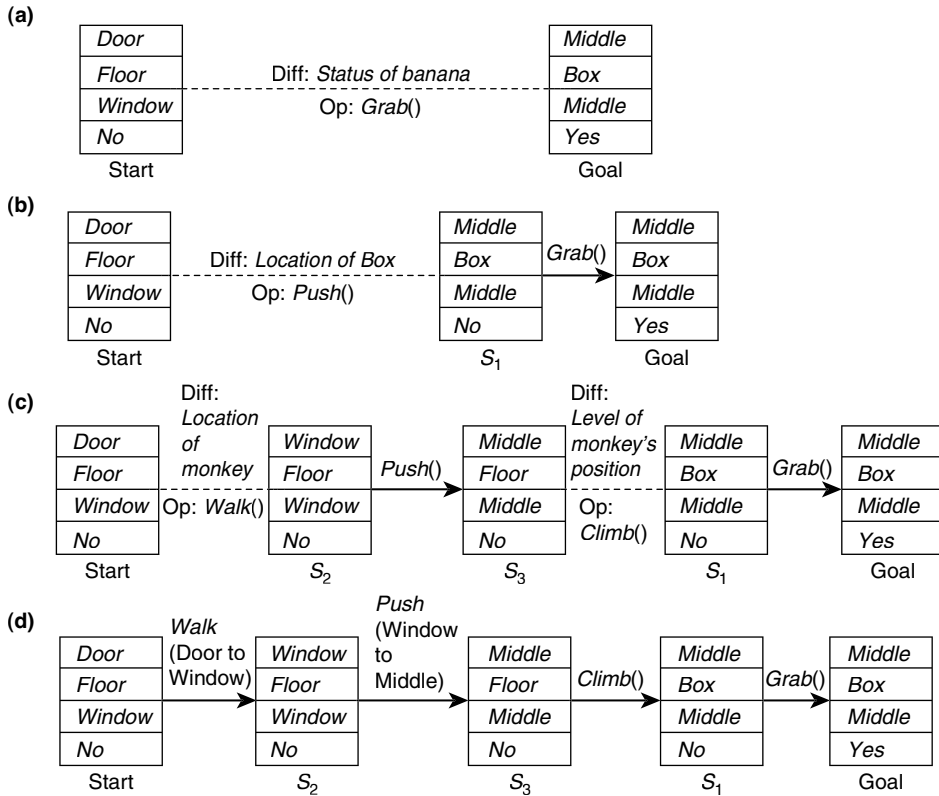 (a)
Door
Floor
Window
No
Start
Diff: Status of banana
Op: Grab()
Middle
Box
Middle
Yes
Goal
(b)
Door
Floor
Window
No
Start
Diff: Location of Box
Op: Push()
Middle
Box
Middle
No
S1
Grab()
Middle
Box
Middle
Yes
Goal
(c)
Door
Floor
Window
No
Start
Diff:
Location
of
monkey
Op: Walk()
Window
Floor
Window
No
S2
Push()
Middle
Floor
Middle
No
S3
Diff:
Level of
monkey's
position
Op:
Climb()
Middle
Box
Middle
No
S1
Grab()
Middle
Box
Middle
Yes
Goal
(d)
Door
Floor
Window
No
Start
Walk
(Door to
Window)
Window
Floor
Window
No
S2
Push
(Window
to
Middle)
Middle
Floor
Middle
No
S3
Climb()
Middle
Box
Middle
No
S1
Grab()
Middle
Box
Middle
Yes
Goal